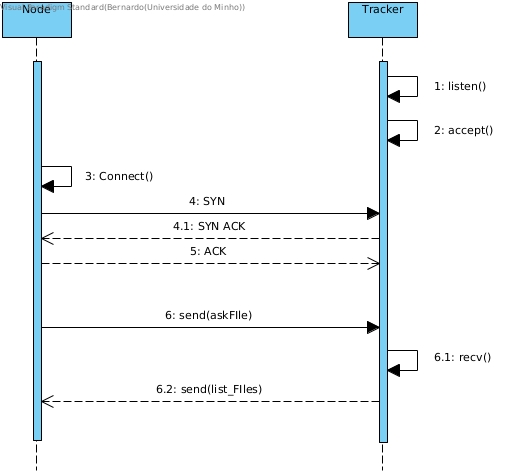 Visual Paradigm Standard(Bernardo(Universidade do Minho))
Node
Tracker
1: listen()
2: accept()
3: Connect()
4: SYN
4.1: SYN ACK
5: ACK
6: send(askFIle)
6.1: recv()
6.2: send(list_FIles)